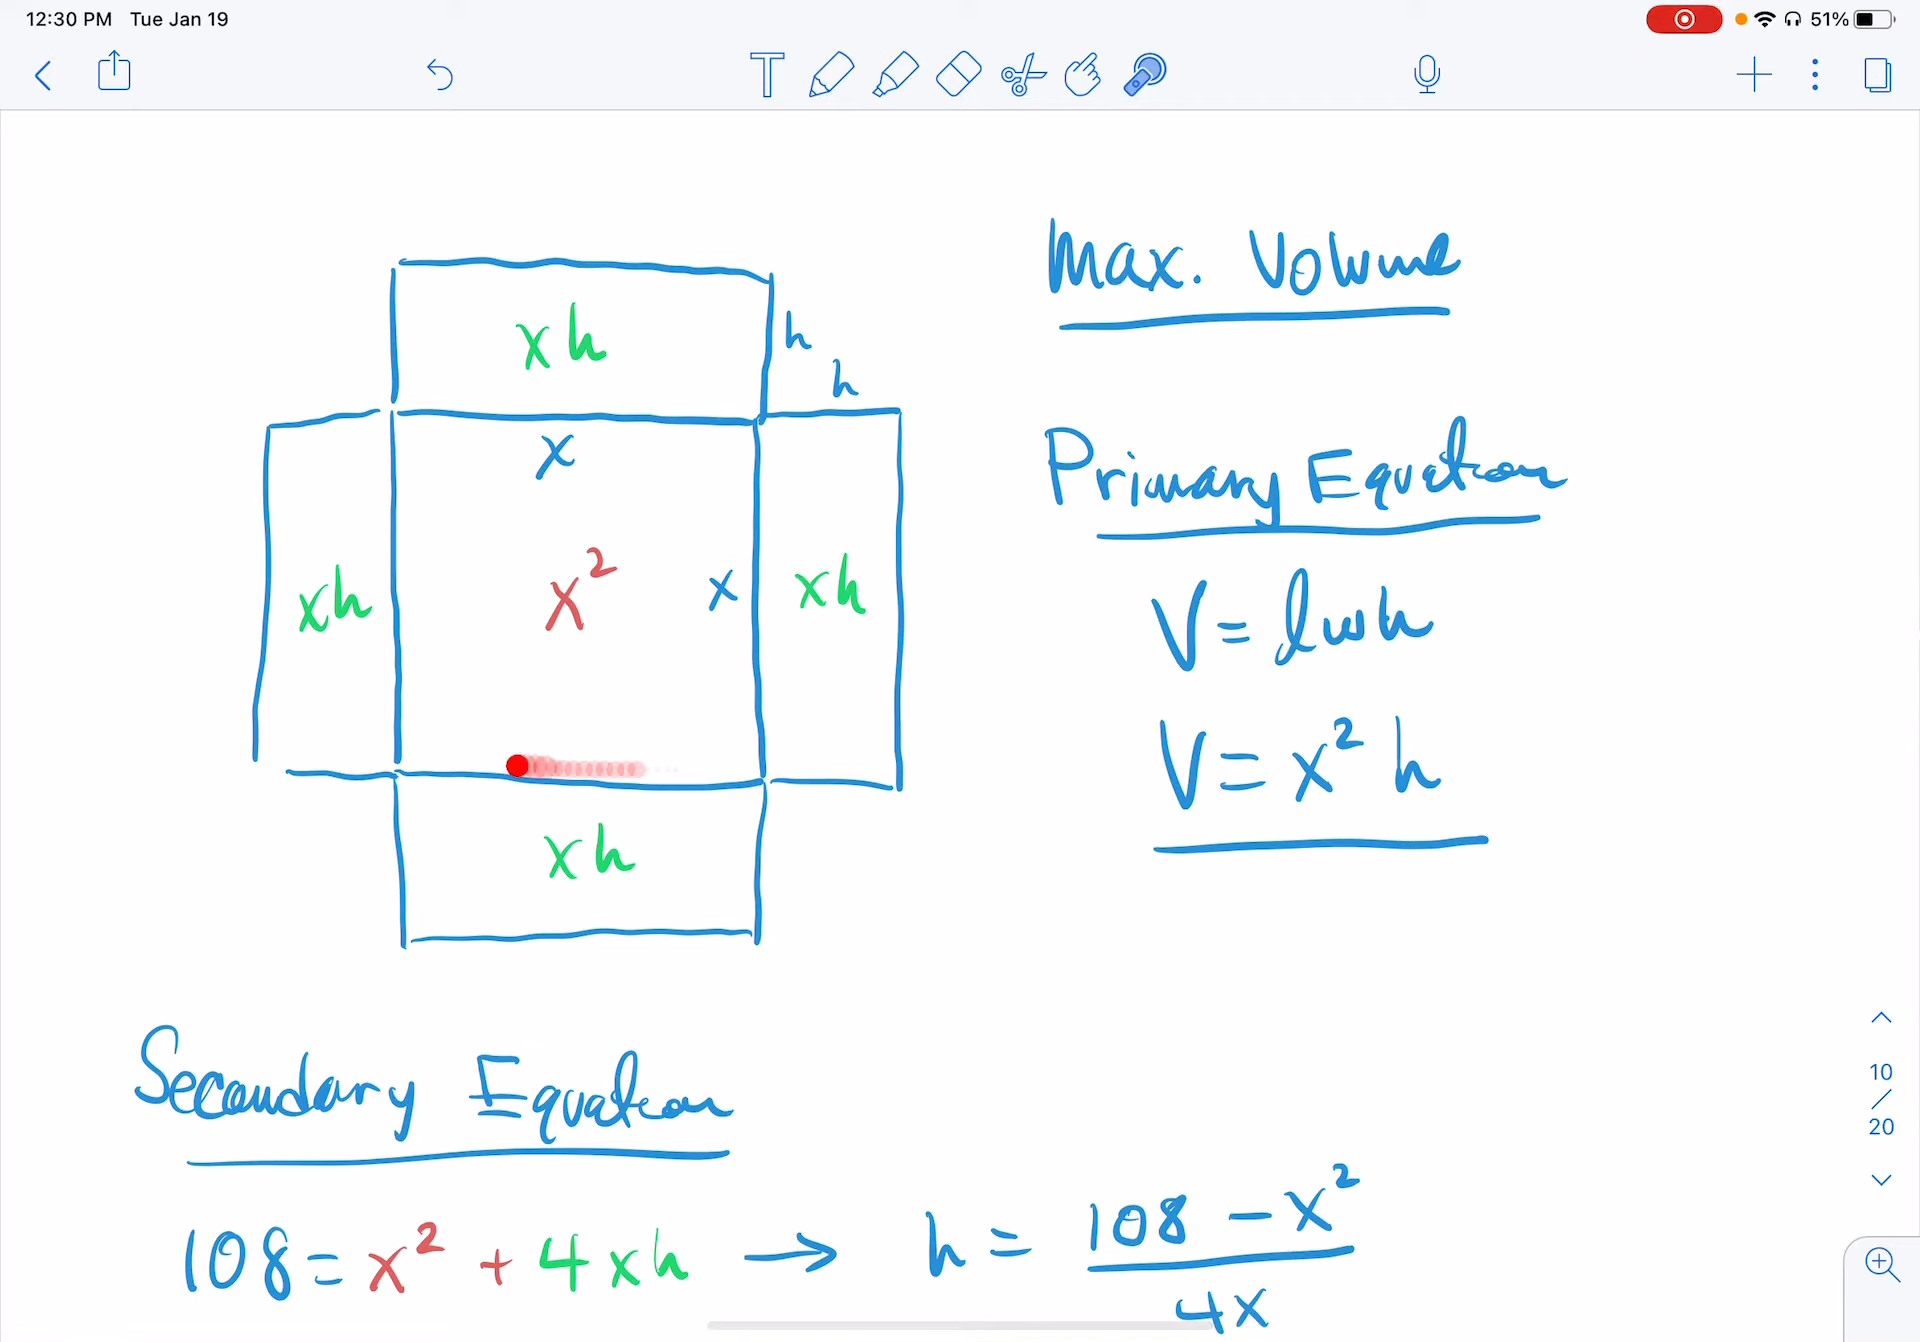 12:30 PM Tue Jan 19
51%
T
Max. Volume
xh
h
h
Primary Equation
x
xh
x²
x
xh
V = lwh
V = x² h
xh
Secondary Equation
10
/
20
108 = x² + 4xh → h = (108 - x²)/4x